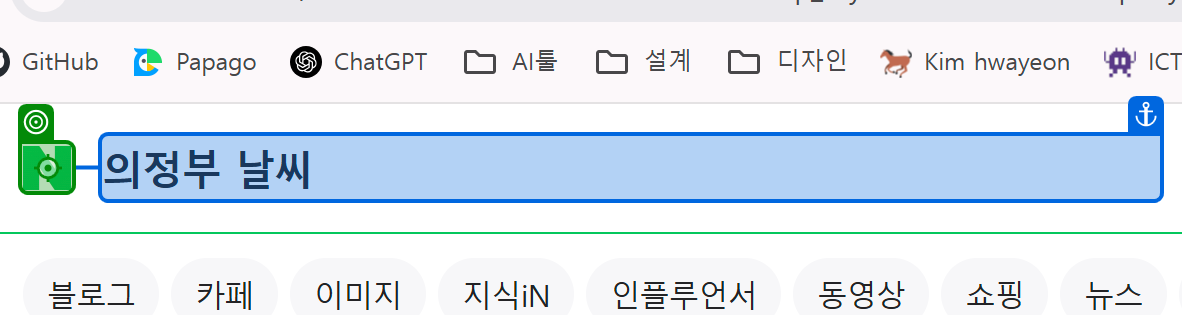 GitHub Papago ChatGPT AI툴 설계 디자인 Kim hwayeon ICT
의정부 날씨
블로그 카페 이미지 지식iN 인플루언서 동영상 쇼핑 뉴스